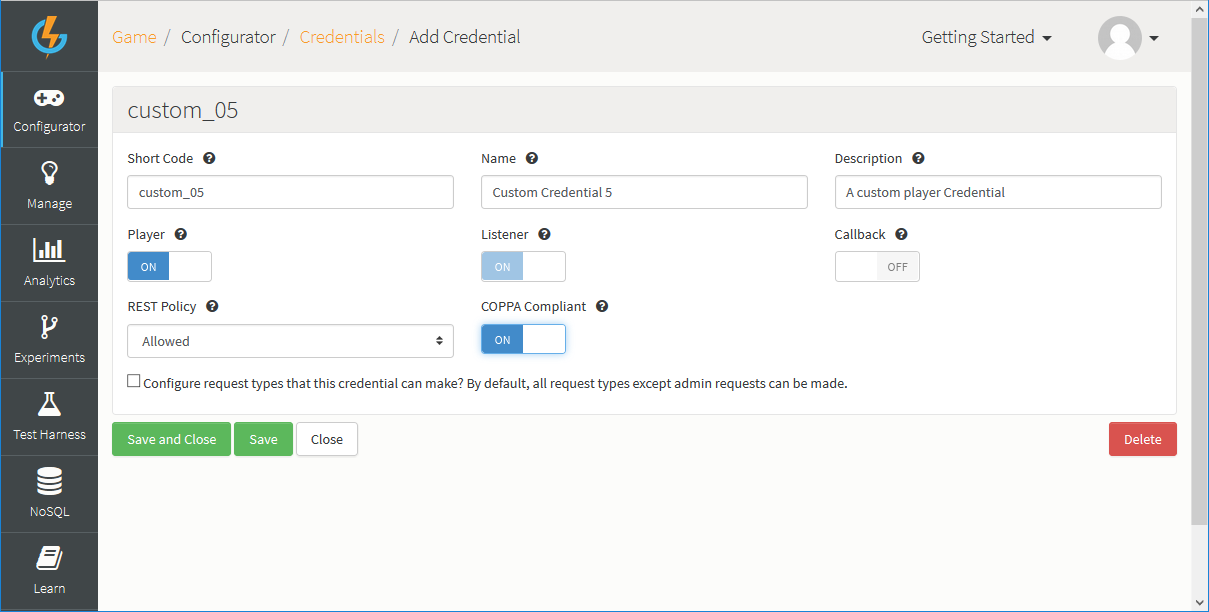 Game / Configurator / Credentials / Add Credential
Getting Started
Configurator
Manage
Analytics
Experiments
Test Harness
NoSQL
Learn
custom_05
Short Code
Name
Description
custom_05
Custom Credential 5
A custom player Credential
Player
Listener
Callback
ON
ON
OFF
REST Policy
COPPA Compliant
Allowed
ON
Configure request types that this credential can make? By default, all request types except admin requests can be made.
Save and Close
Save
Close
Delete